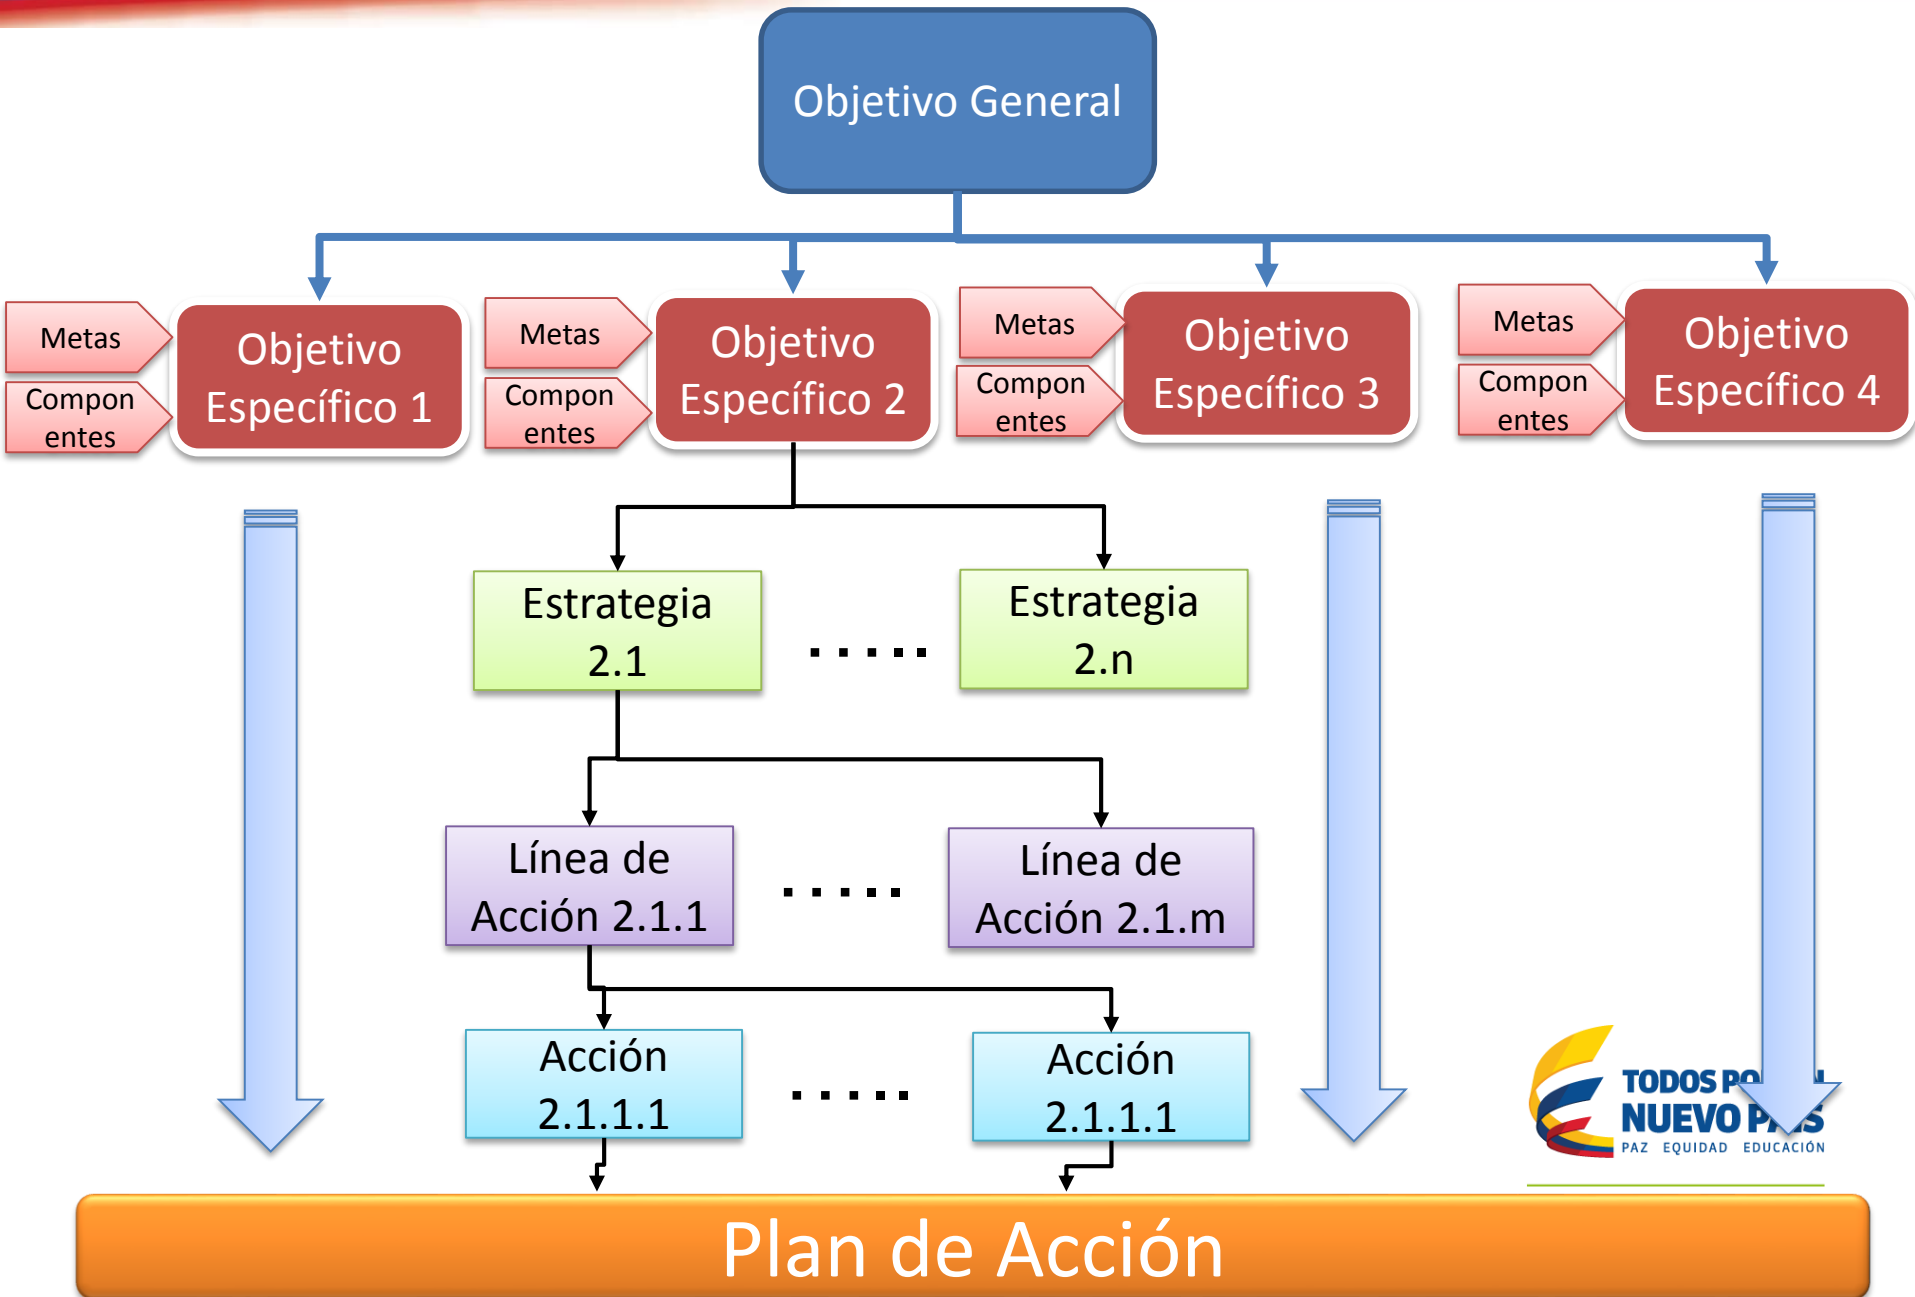 Objetivo General
Metas
Compon
entes
Objetivo
Específico 1
Metas
Compon
entes
Objetivo
Específico 2
Metas
Compon
entes
Objetivo
Específico 3
Metas
Compon
entes
Objetivo
Específico 4
Estrategia
2.1
.....
Estrategia
2.n
Línea de
Acción 2.1.1
.....
Línea de
Acción 2.1.m
Acción
2.1.1.1
.....
Acción
2.1.1.1
TODOS
NUEVO PAÍS
PAZ EQUIDAD EDUCACIÓN
Plan de Acción